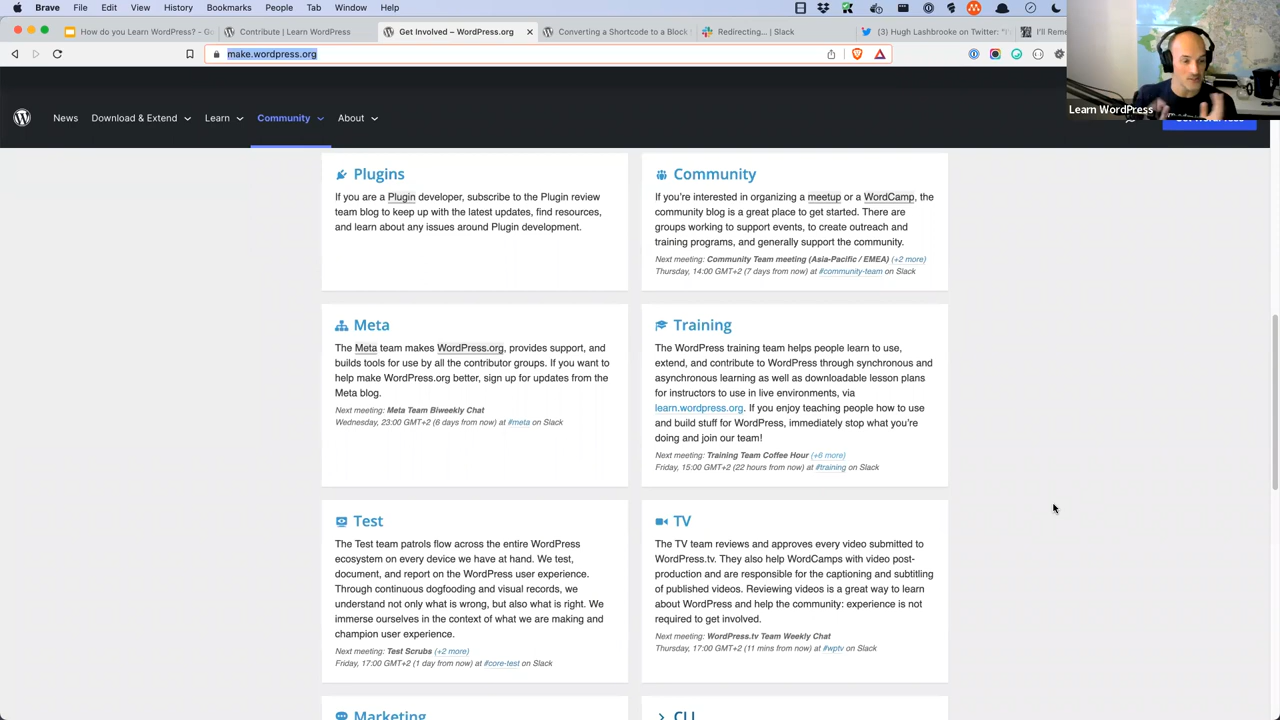 Brave File Edit View History Bookmarks People Tab Window Help
How do you Learn WordPress? – Go
Contribute | Learn WordPress
Get Involved – WordPress.org
Converting a Shortcode to a Block
Redirecting... | Slack
(3) Hugh Lashbrooke on Twitter: "I
I'll Reme
make.wordpress.org
Learn WordPress
News Download & Extend Learn Community About
Get WordPress
Plugins
If you are a Plugin developer, subscribe to the Plugin review
team blog to keep up with the latest updates, find resources,
and learn about any issues around Plugin development.
Community
If you're interested in organizing a meetup or a WordCamp, the
community blog is a great place to get started. There are
groups working to support events, to create outreach and
training programs, and generally support the community.
Next meeting: Community Team meeting (Asia-Pacific / EMEA) (+2 more)
Thursday, 14:00 GMT+2 (7 days from now) at #community-team on Slack
Meta
The Meta team makes WordPress.org, provides support, and
builds tools for use by all the contributor groups. If you want to
help make WordPress.org better, sign up for updates from the
Meta blog.
Next meeting: Meta Team Biweekly Chat
Wednesday, 23:00 GMT+2 (6 days from now) at #meta on Slack
Training
The WordPress training team helps people learn to use,
extend, and contribute to WordPress through synchronous and
asynchronous learning as well as downloadable lesson plans
for instructors to use in live environments, via
learn.wordpress.org. If you enjoy teaching people how to use
and build stuff for WordPress, immediately stop what you're
doing and join our team!
Next meeting: Training Team Coffee Hour (+6 more)
Friday, 15:00 GMT+2 (22 hours from now) at #training on Slack
Test
The Test team patrols flow across the entire WordPress
ecosystem on every device we have at hand. We test,
document, and report on the WordPress user experience.
Through continuous dogfooding and visual records, we
understand not only what is wrong, but also what is right. We
immerse ourselves in the context of what we are making and
champion user experience.
Next meeting: Test Scrubs (+2 more)
Friday, 17:00 GMT+2 (1 day from now) at #core-test on Slack
TV
The TV team reviews and approves every video submitted to
WordPress.tv. They also help WordCamps with video post-
production and are responsible for the captioning and subtitling
of published videos. Reviewing videos is a great way to learn
about WordPress and help the community: experience is not
required to get involved.
Next meeting: WordPress.tv Team Weekly Chat
Thursday, 17:00 GMT+2 (11 mins from now) at #wptv on Slack
Marketing
CLI